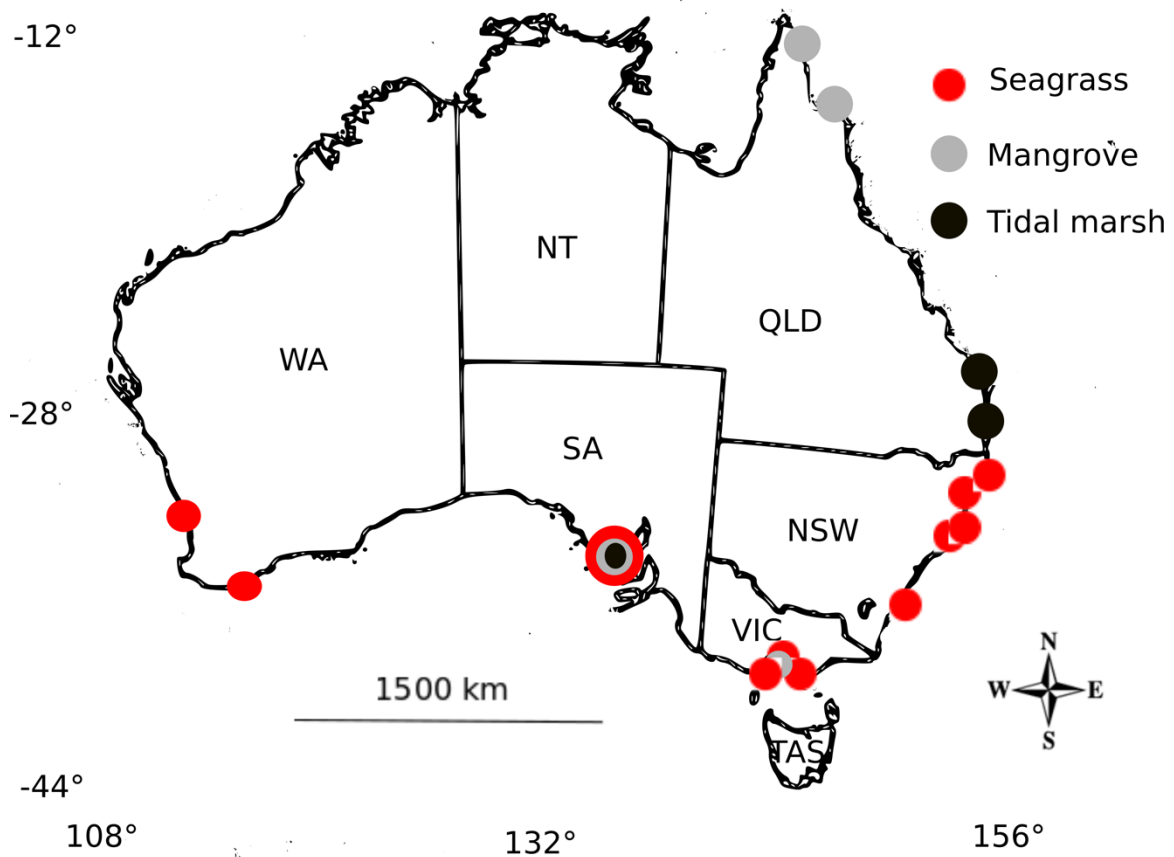 -12°
Seagrass
Mangrove
Tidal marsh
NT
QLD
WA
-28°
SA
NSW
VIC
1500 km
N
W E
S
TAS
-44°
108°
132°
156°